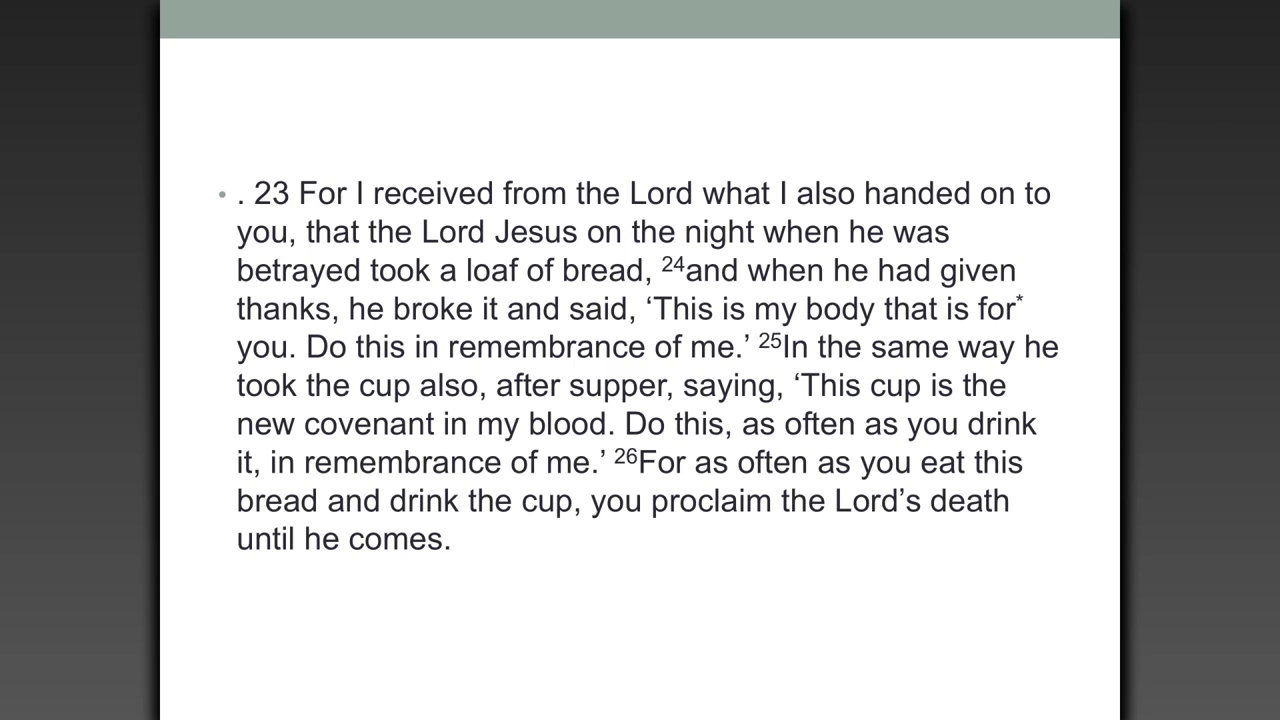 • . 23 For I received from the Lord what I also handed on to
you, that the Lord Jesus on the night when he was
betrayed took a loaf of bread, 24and when he had given
thanks, he broke it and said, ‘This is my body that is for*
you. Do this in remembrance of me.’ 25In the same way he
took the cup also, after supper, saying, ‘This cup is the
new covenant in my blood. Do this, as often as you drink
it, in remembrance of me.’ 26For as often as you eat this
bread and drink the cup, you proclaim the Lord’s death
until he comes.